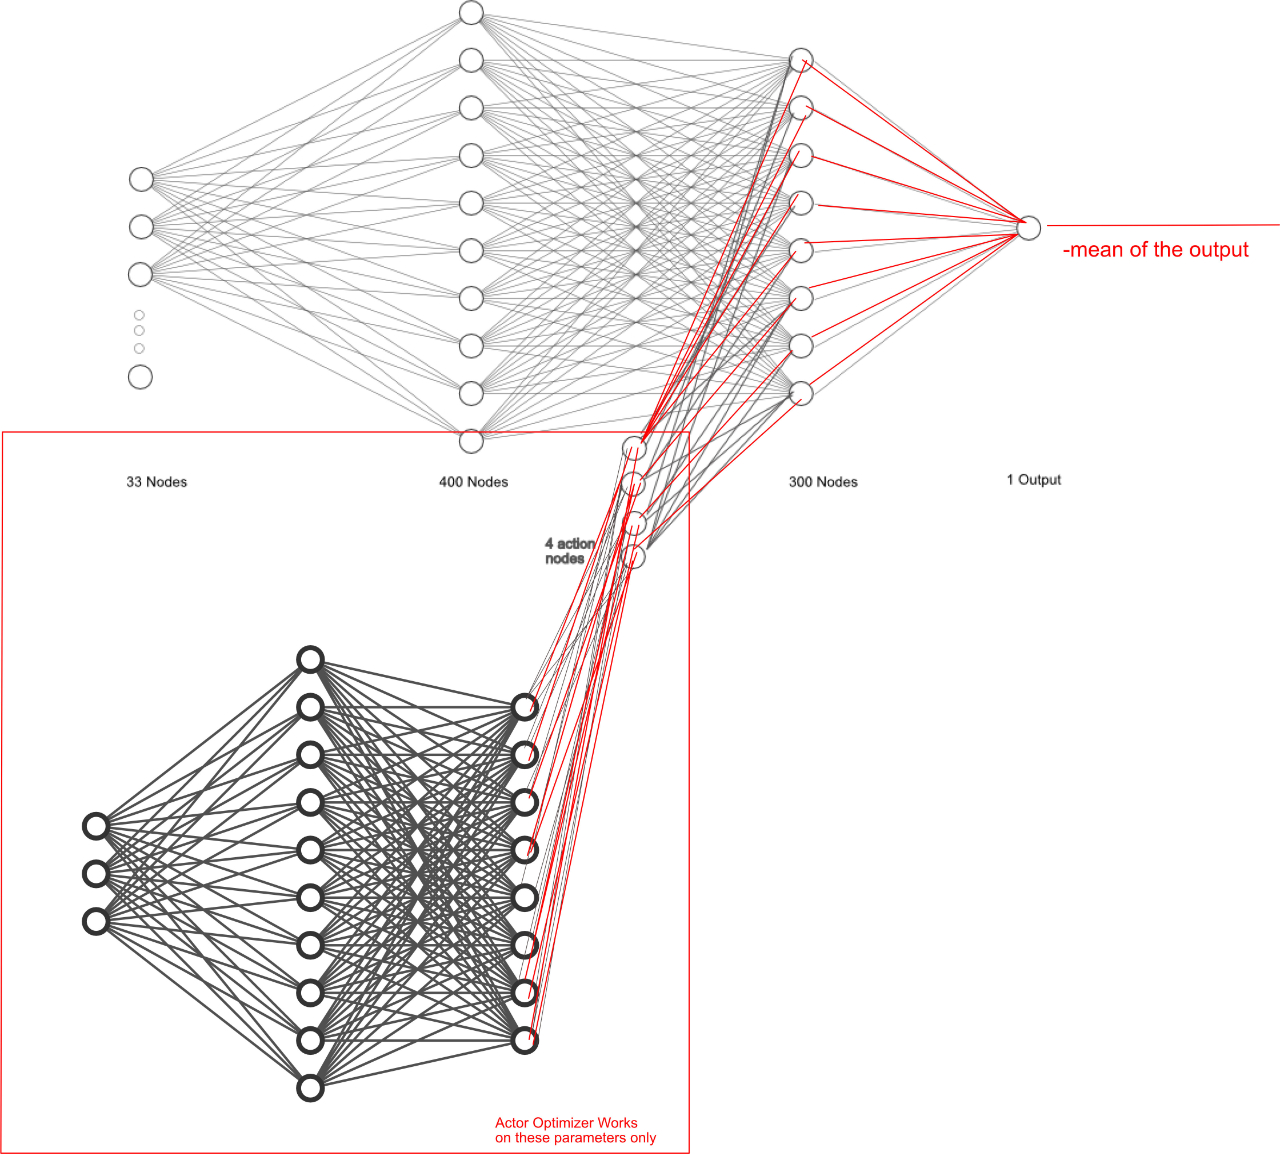 -mean of the output
33 Nodes
400 Nodes
300 Nodes
1 Output
4 action
nodes
Actor Optimizer Works
on these parameters only